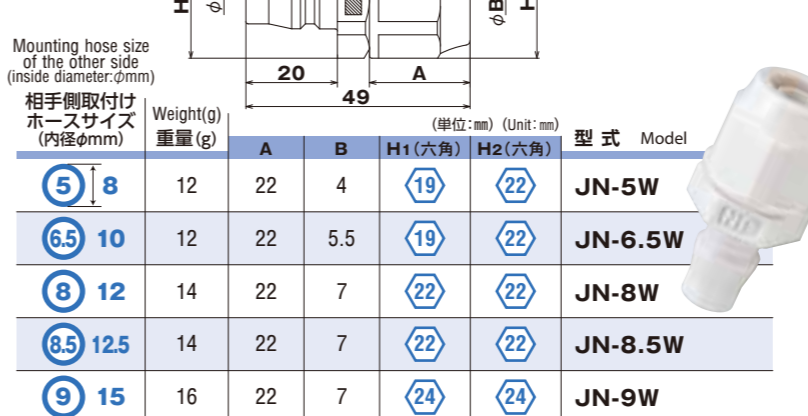 H
φ
φB
H
20
A
49
Mounting hose size
of the other side
(inside diameter:φmm)
相手側取付け
ホースサイズ
(内径φmm)
Weight(g)
重量(g)
(単位:㎜) (Unit:㎜)
A B H1(六角) H2(六角)
型式 Model
5 8 12 22 4 19 22 JN-5W
6.5 10 12 22 5.5 19 22 JN-6.5W
8 12 14 22 7 22 22 JN-8W
8.5 12.5 14 22 7 22 22 JN-8.5W
9 15 16 22 7 24 24 JN-9W